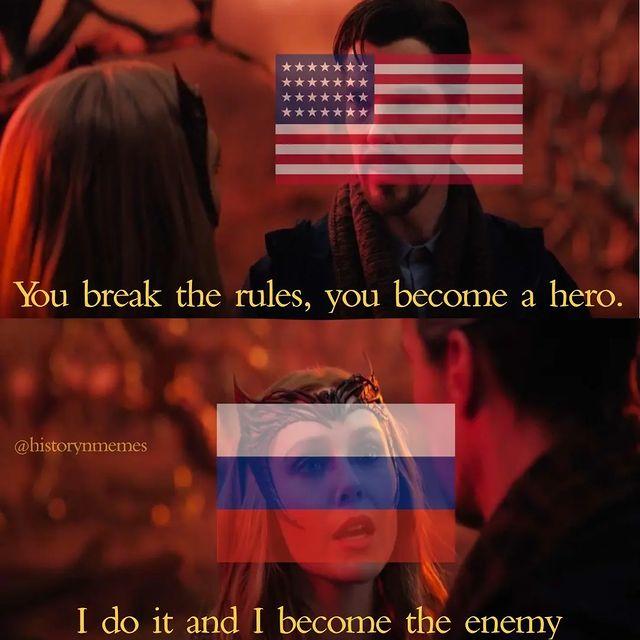 You break the rules, you become a hero.
@historynmemes
I do it and I become the enemy